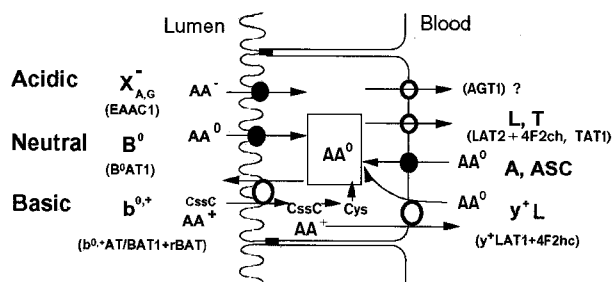 Lumen Blood
Acidic X⁻A,G AA⁻ (AGT1) ?
(EAAC1) L, T
Neutral B⁰ AA⁰ (LAT2 + 4F2ch, TAT1)
(B⁰AT1) AA⁰ AA⁰ A, ASC
Basic b⁰,⁺ CssC CssC Cys AA⁰ y⁺L
AA⁺ AA⁺
(b⁰,⁺AT/BAT1+rBAT) (y⁺LAT1+4F2hc)